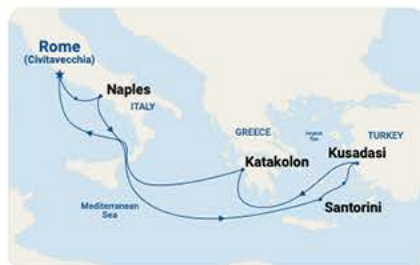 Rome
(Civitavecchia)
Naples
ITALY
GREECE
Aegean
Sea
TURKEY
Katakolon
Kusadasi
Mediterranean
Sea
Santorini